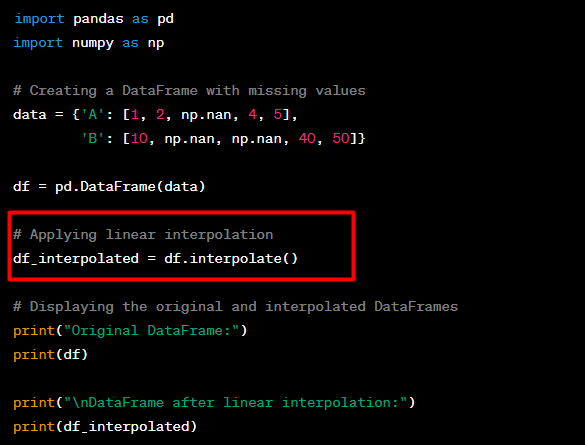 import pandas as pd
import numpy as np
# Creating a DataFrame with missing values
data = {'A': [1, 2, np.nan, 4, 5],
'B': [10, np.nan, np.nan, 40, 50]}
df = pd.DataFrame(data)
# Applying linear interpolation
df_interpolated = df.interpolate()
# Displaying the original and interpolated DataFrames
print("Original DataFrame:")
print(df)
print("\nDataFrame after linear interpolation:")
print(df_interpolated)